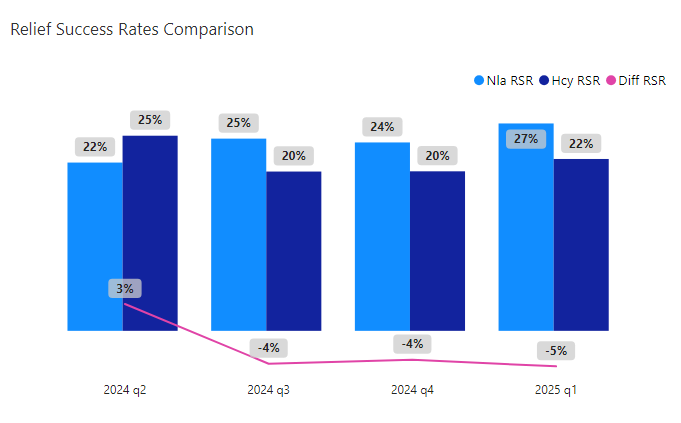 Relief Success Rates Comparison
Nla RSR Hcy RSR Diff RSR
22% 25% 25% 20% 24% 20% 27% 22%
3% -4% -4% -5%
2024 q2 2024 q3 2024 q4 2025 q1